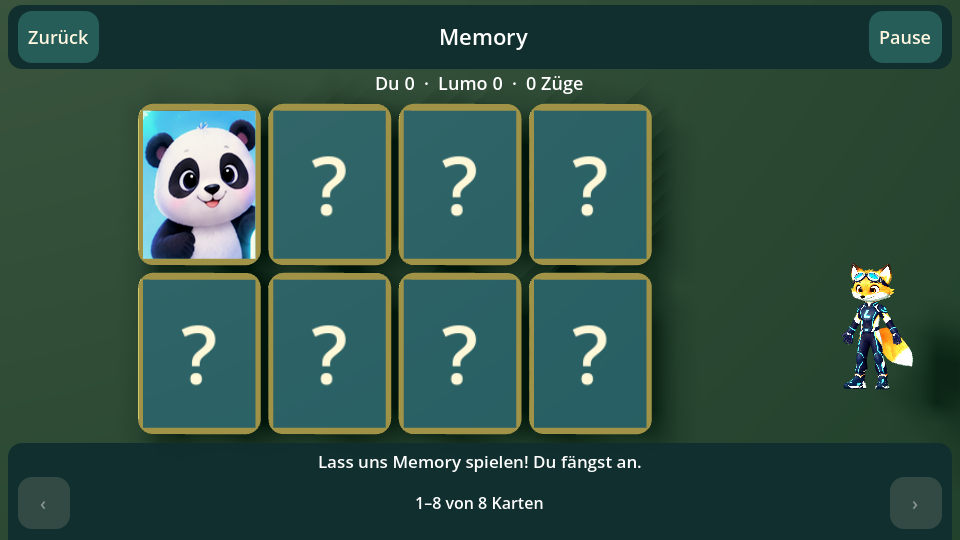 Zurück
Memory
Pause
Du 0 · Lumo 0 · 0 Züge
? ? ?
? ? ? ?
Lass uns Memory spielen! Du fängst an.
‹
1–8 von 8 Karten
›